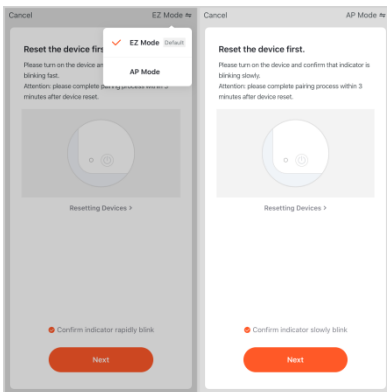 Cancel
EZ Mode ⇋
Reset the device firs
EZ Mode Default
AP Mode
Please turn on the device an
blinking fast.
Attention: please complete pairing process within 3
minutes after device reset.
Resetting Devices >
Confirm indicator rapidly blink
Next
Cancel
AP Mode ⇋
Reset the device first.
Please turn on the device and confirm that indicator is
blinking slowly.
Attention: please complete pairing process within 3
minutes after device reset.
Resetting Devices >
Confirm indicator slowly blink
Next